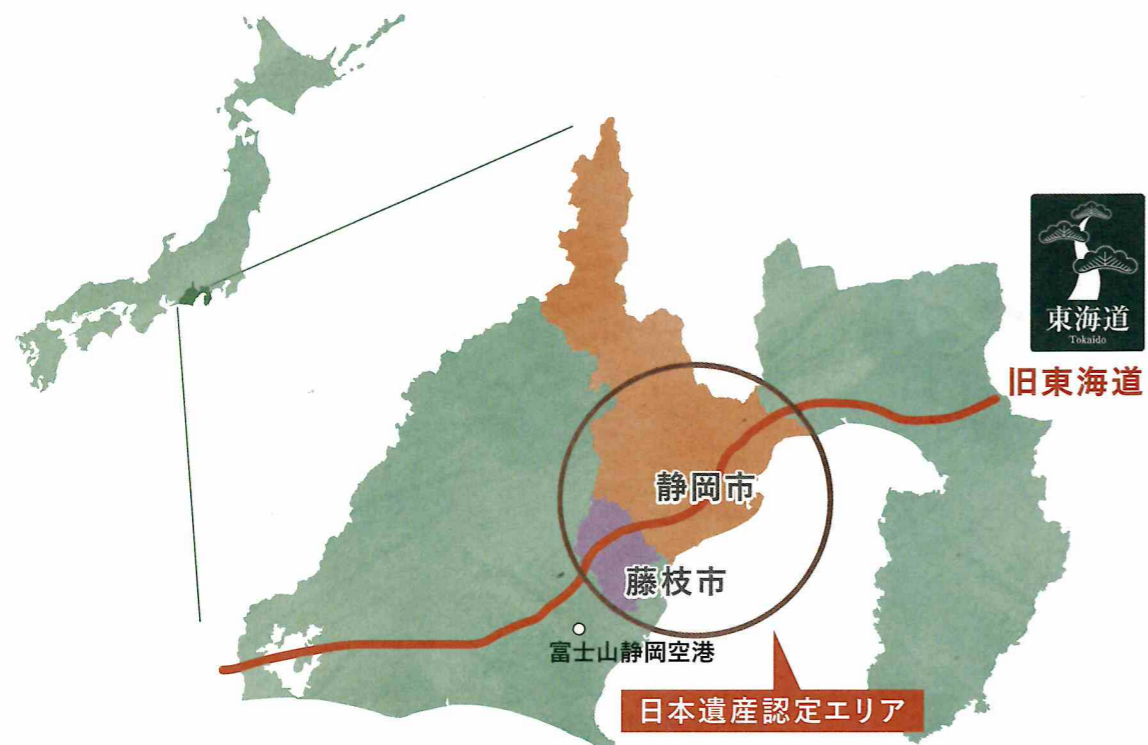 東海道
Tokaido
旧東海道
静岡市
藤枝市
富士山静岡空港
日本遺産認定エリア